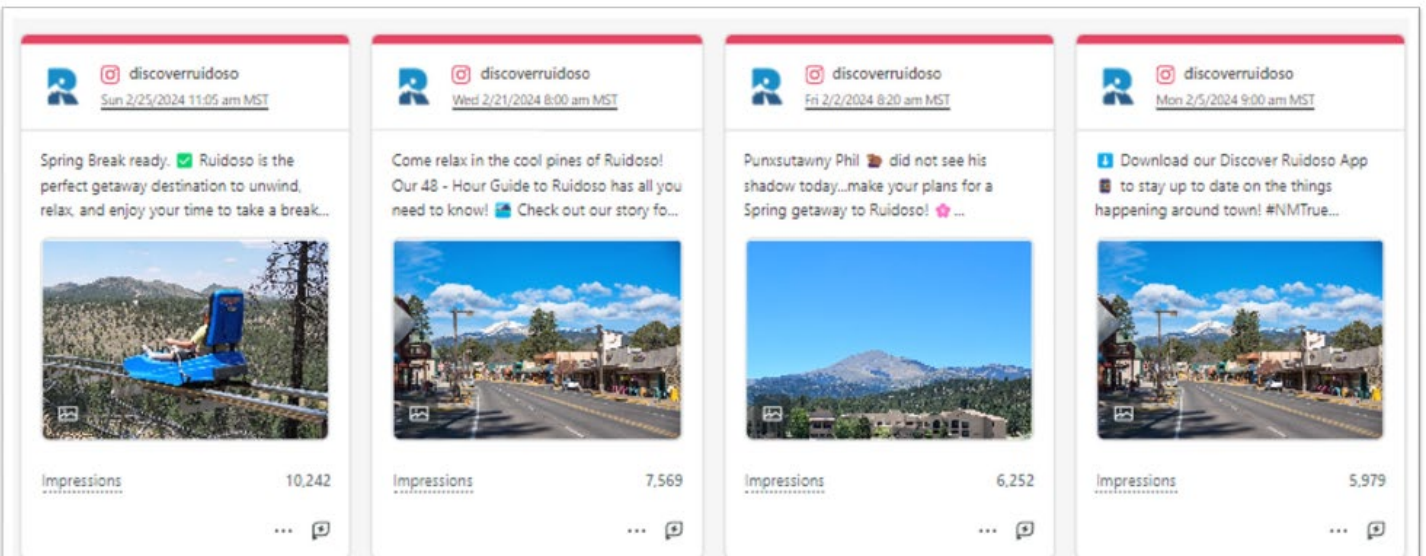 discoverruidoso
Sun 2/25/2024 11:05 am MST
Spring Break ready. ✅ Ruidoso is the
perfect getaway destination to unwind,
relax, and enjoy your time to take a break...
Impressions 10,242
discoverruidoso
Wed 2/21/2024 8:00 am MST
Come relax in the cool pines of Ruidoso!
Our 48 - Hour Guide to Ruidoso has all you
need to know! 🏞️ Check out our story fo...
Impressions 7,569
discoverruidoso
Fri 2/2/2024 8:20 am MST
Punxsutawny Phil 🦫 did not see his
shadow today...make your plans for a
Spring getaway to Ruidoso! 🌸 ...
Impressions 6,252
discoverruidoso
Mon 2/5/2024 9:00 am MST
⬇️ Download our Discover Ruidoso App
📱 to stay up to date on the things
happening around town! #NMTrue...
Impressions 5,979